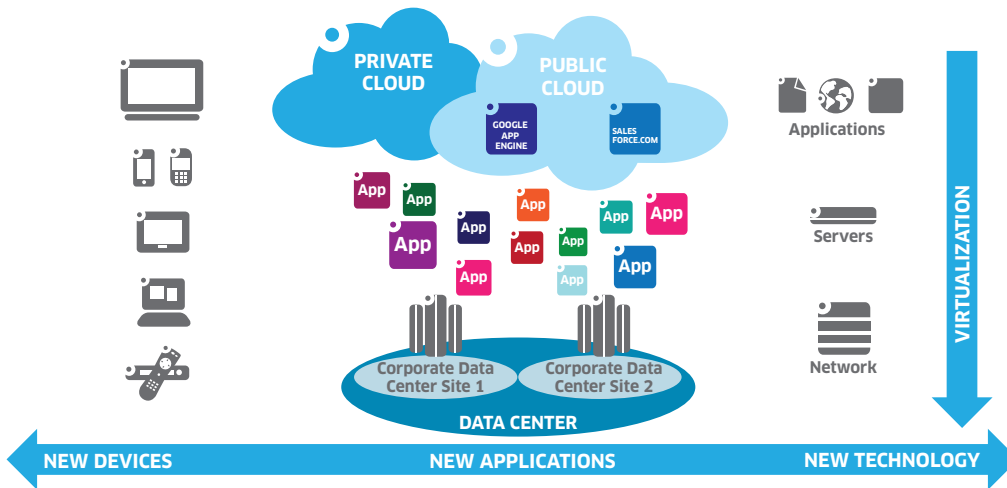 PRIVATE
CLOUD
PUBLIC
CLOUD
GOOGLE
APP
ENGINE
SALES
FORCE.COM
Applications
App
App
App
App
App
App
App
App
App
App
App
App
App
Servers
VIRTUALIZATION
Network
Corporate Data
Center Site 1
Corporate Data
Center Site 2
DATA CENTER
NEW DEVICES
NEW APPLICATIONS
NEW TECHNOLOGY